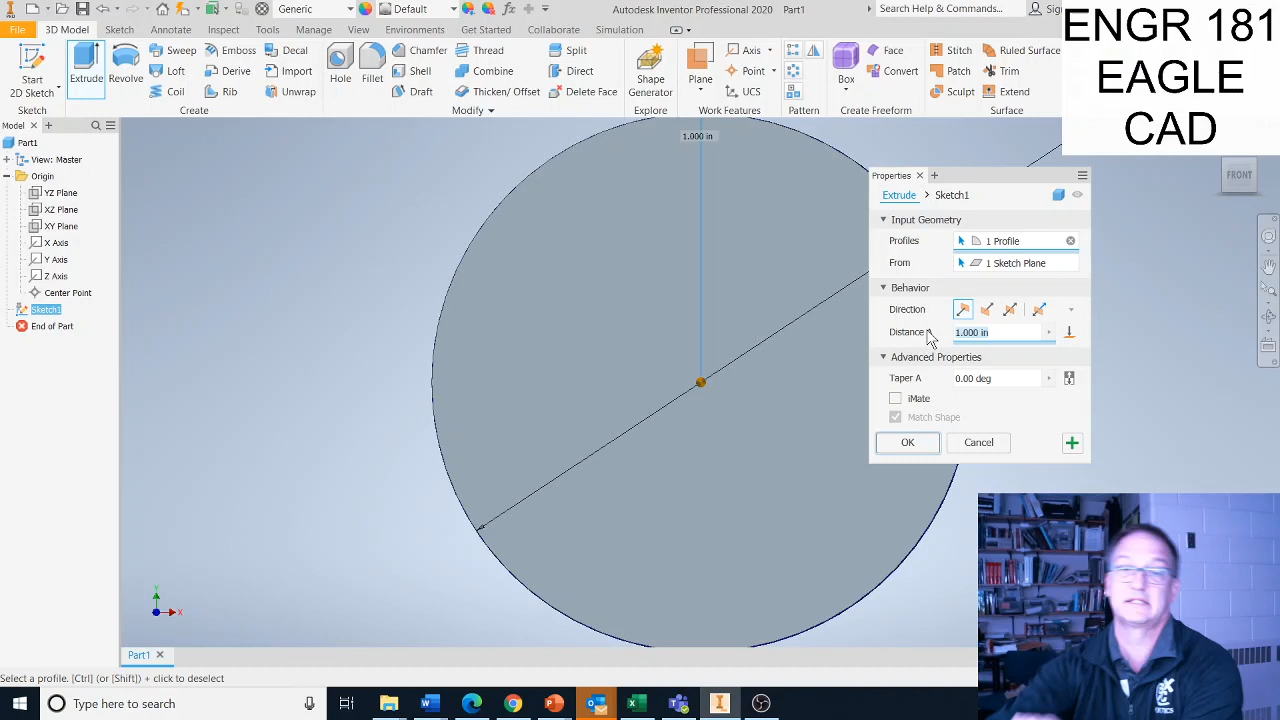 Generic
Default
Autodesk Inventor Professional 2020 Part1
Search Help & Commands...
ENGR 181
EAGLE
CAD
File 3D Model Sketch Annotate Inspect Tools Manage View Environments Get Started Collaborate Simulation
Start
2D Sketch
Sketch
Extrude
Revolve
Sweep
Loft
Coil
Emboss
Derive
Rib
Decal
Import
Unwrap
Create
Hole
Fillet
Chamfer
Shell
Draft
Thread
Combine
Thicken/ Offset
Split
Direct
Delete Face
Modify
Shape
Generator
Explore
Plane
Axis
Point
UCS
Work Features
Pattern
Box
Face
Convert
Create Freeform
Stitch
Patch
Sculpt
Ruled Surface
Trim
Extend
Surface
Model
Part1
View: Master
Origin
YZ Plane
XZ Plane
XY Plane
X Axis
Y Axis
Z Axis
Center Point
Sketch1
End of Part
1.000 in
FRONT
Properties
Extrude > Sketch1
Input Geometry
Profiles 1 Profile
From 1 Sketch Plane
Behavior
Direction
Distance 1.000 in
Advanced Properties
Taper A 0.00 deg
iMate
Match Shape
OK Cancel
Y
X
Part1
Select a profile. [Ctrl] (or [Shift]) + click to deselect
Type here to search